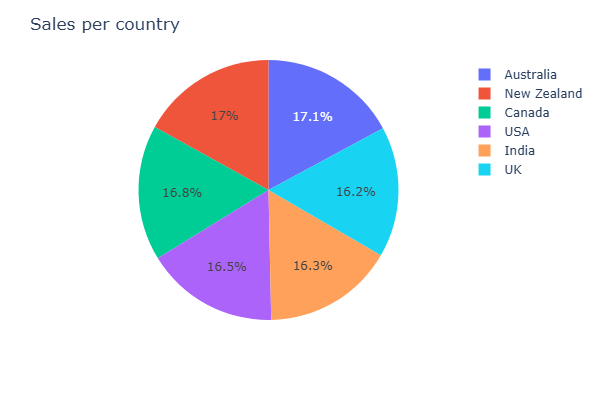 Sales per country
Australia
New Zealand
Canada
USA
India
UK
17%
17.1%
16.8%
16.2%
16.5%
16.3%